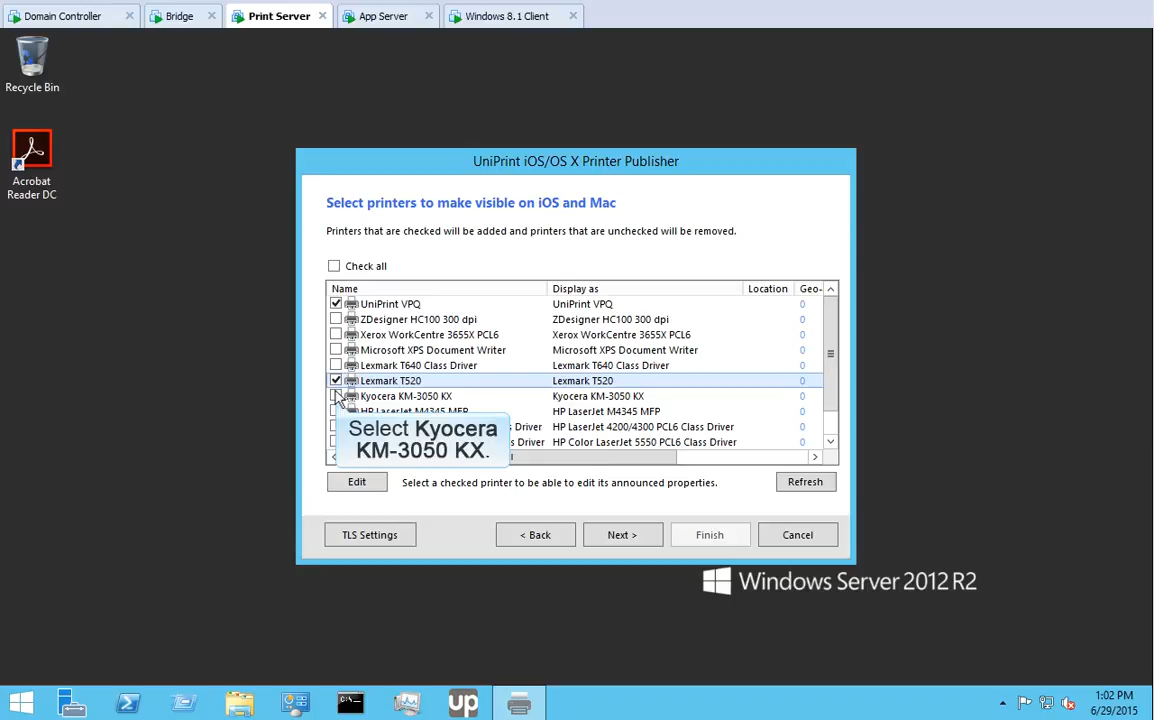 Domain Controller
Bridge
Print Server
App Server
Windows 8.1 Client
Recycle Bin
Acrobat
Reader DC
UniPrint iOS/OS X Printer Publisher
Select printers to make visible on iOS and Mac
Printers that are checked will be added and printers that are unchecked will be removed.
Check all
Name Display as Location Geo-
UniPrint VPQ UniPrint VPQ 0
ZDesigner HC100 300 dpi ZDesigner HC100 300 dpi 0
Xerox WorkCentre 3655X PCL6 Xerox WorkCentre 3655X PCL6 0
Microsoft XPS Document Writer Microsoft XPS Document Writer 0
Lexmark T640 Class Driver Lexmark T640 Class Driver 0
Lexmark T520 Lexmark T520 0
Kyocera KM-3050 KX Kyocera KM-3050 KX 0
HP LaserJet M4345 MFP HP LaserJet M4345 MFP 0
s Driver HP LaserJet 4200/4300 PCL6 Class Driver 0
Driver HP Color LaserJet 5550 PCL6 Class Driver 0
Select Kyocera
KM-3050 KX.
Edit Select a checked printer to be able to edit its announced properties. Refresh
TLS Settings < Back Next > Finish Cancel
Windows Server 2012 R2
up
1:02 PM
6/29/2015